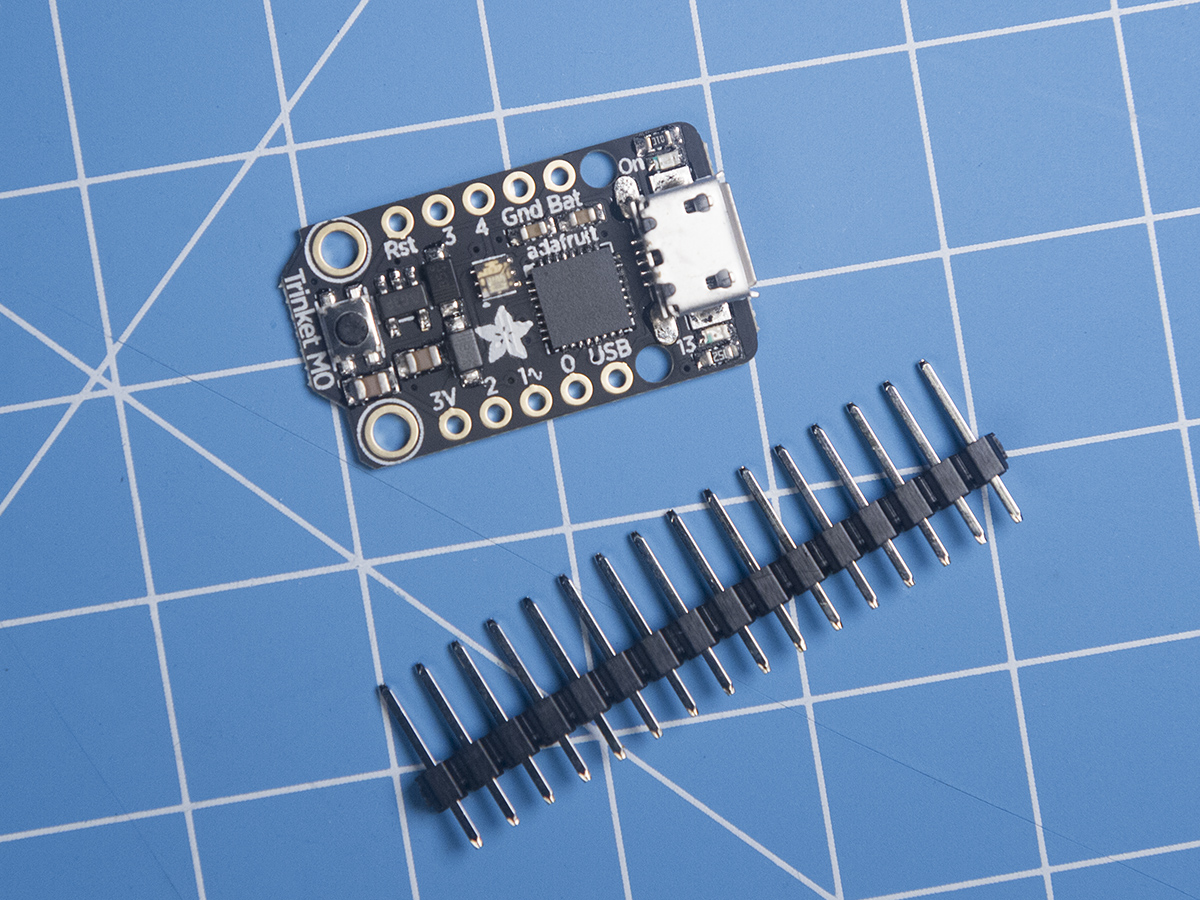 On
Rst
3
4
Gnd Bat
adafruit
Trinket M0
3V
2
1~
0
USB
13